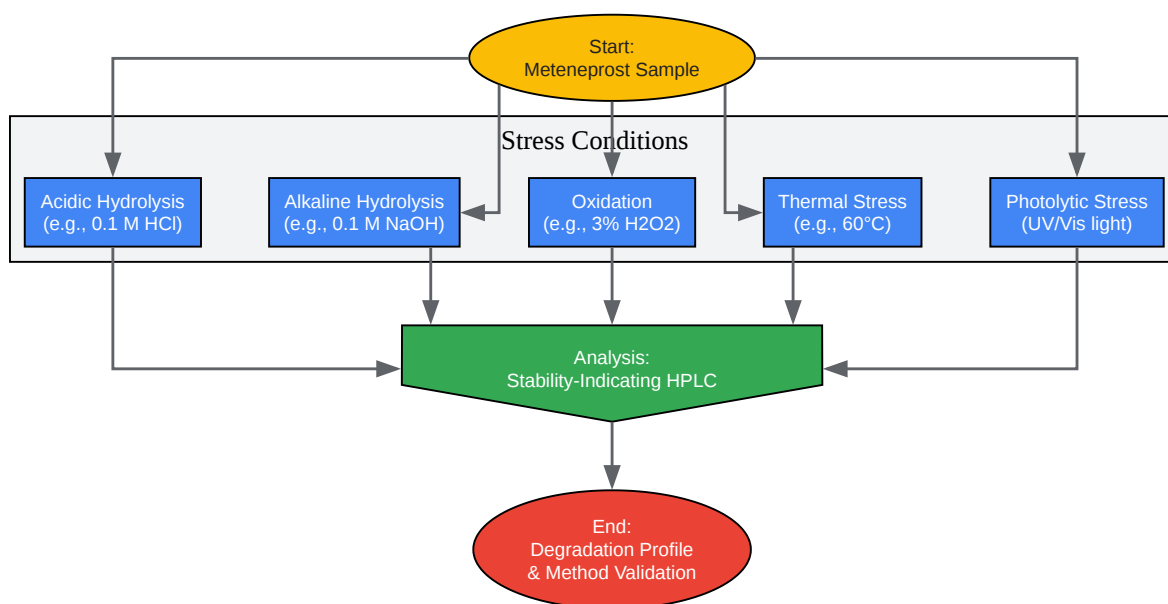 Start:
Meteneprost Sample
Stress Conditions
Acidic Hydrolysis
(e.g., 0.1 M HCl)
Alkaline Hydrolysis
(e.g., 0.1 M NaOH)
Oxidation
(e.g., 3% H2O2)
Thermal Stress
(e.g., 60°C)
Photolytic Stress
(UV/Vis light)
Analysis:
Stability-Indicating HPLC
End:
Degradation Profile
& Method Validation